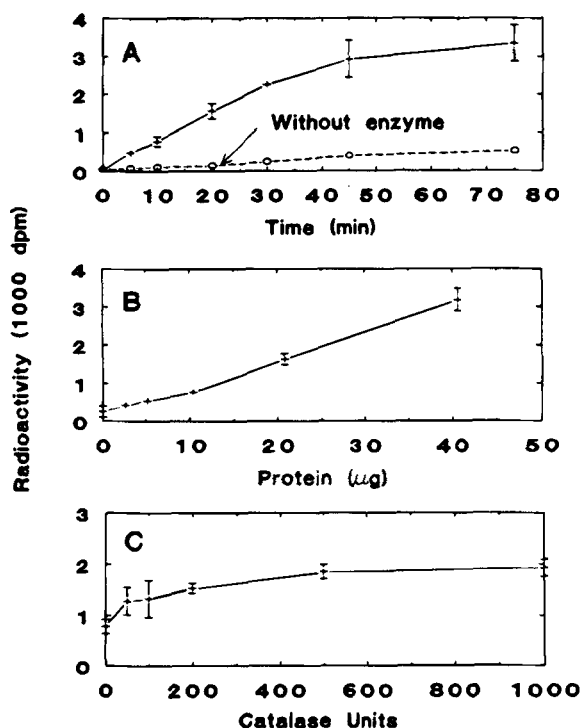 A
4
3
2
1
0
Without enzyme
0 10 20 30 40 50 60 70 80
Time (min)
Radioactivity (1000 dpm)
B
4
3
2
1
0
0 10 20 30 40 50
Protein (μg)
C
3
2
1
0
0 200 400 600 800 1000
Catalase Units